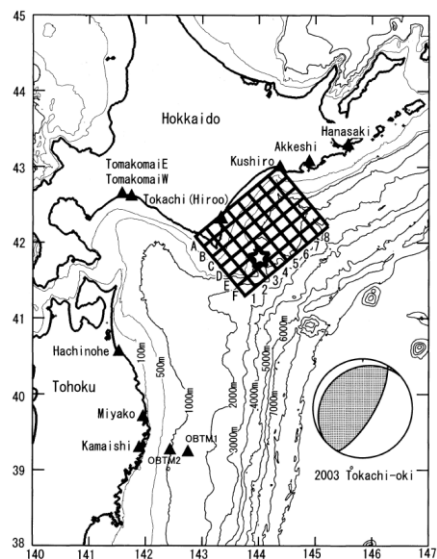 45
44
43
42
41
40
39
38
140
141
142
143
144
145
146
147
Hokkaido
Hanasaki
Akkeshi
Kushiro
TomakomaiE
TomakomaiW
Tokachi(Hiroo)
A
B
C
D
E
F
1
2
3
4
5
6
7
8
Hachinohe
Tohoku
Miyako
Kamaishi
OBTM1
OBTM2
100m
500m
1000m
2000m
3000m
4000m
5000m
6000m
7000m
2003 Tokachi-oki